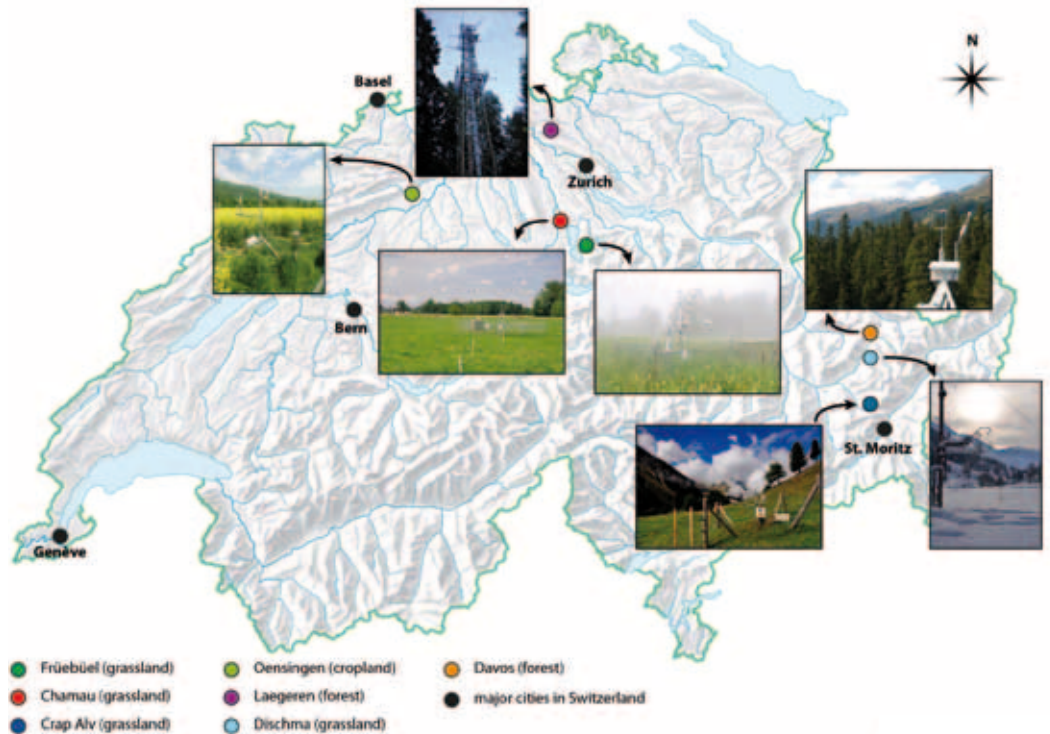 N
Basel
Zurich
Bern
St. Moritz
Genève
Früebüel (grassland)
Chamau (grassland)
Crap Alv (grassland)
Oensingen (cropland)
Laegeren (forest)
Dischma (grassland)
Davos (forest)
major cities in Switzerland